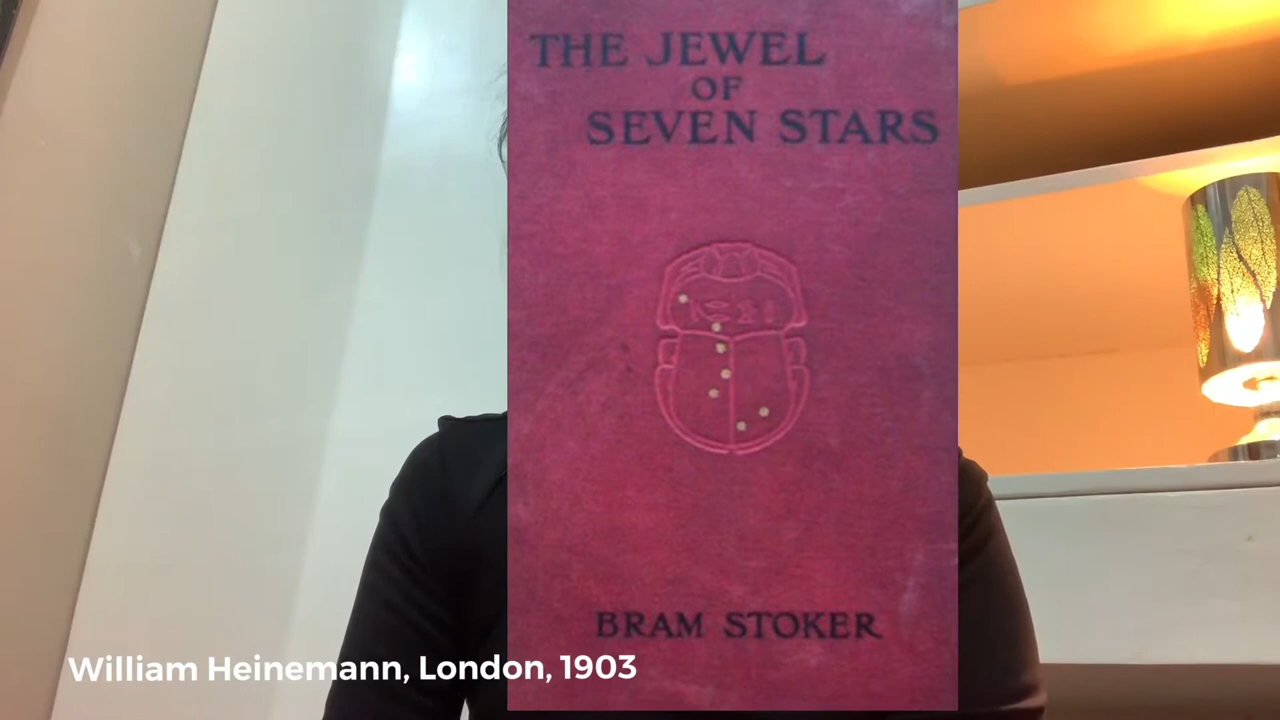 THE JEWEL
OF
SEVEN STARS
BRAM STOKER
William Heinemann, London, 1903